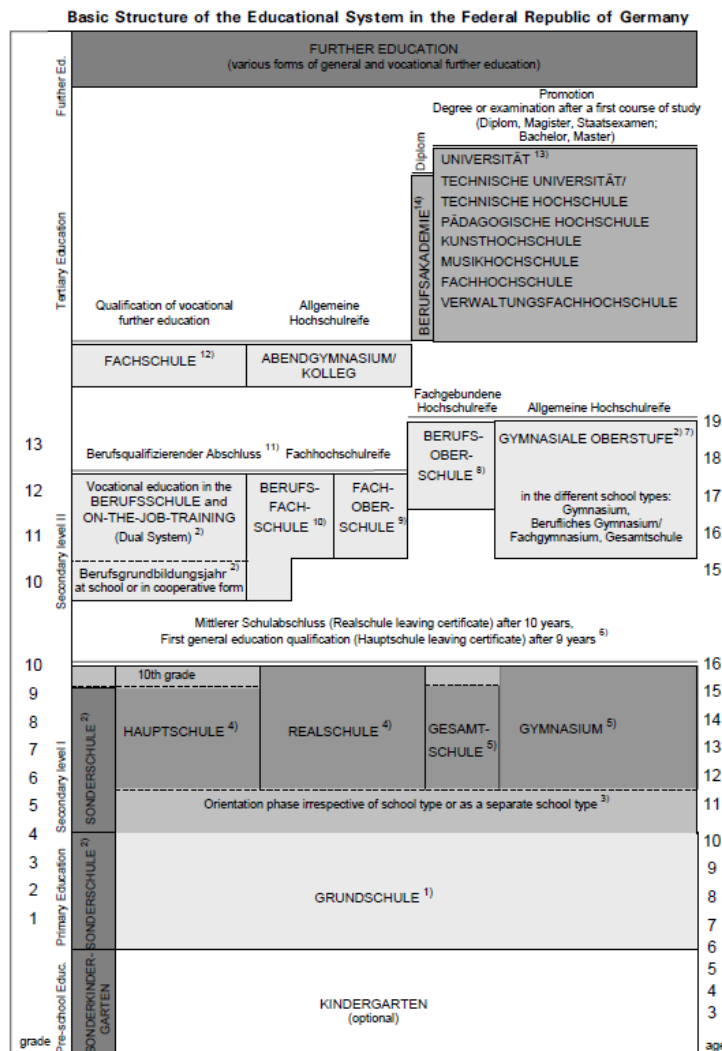 Basic Structure of the Educational System in the Federal Republic of Germany
Further Ed.
FURTHER EDUCATION
(various forms of general and vocational further education)
Tertiary Education
Promotion
Degree or examination after a first course of study
(Diplom, Magister, Staatsexamen;
Bachelor, Master)
Diplom
BERUFSAKADEMIE 14)
UNIVERSITÄT 13)
TECHNISCHE UNIVERSITÄT/
TECHNISCHE HOCHSCHULE
PÄDAGOGISCHE HOCHSCHULE
KUNSTHOCHSCHULE
MUSIKHOCHSCHULE
FACHHOCHSCHULE
VERWALTUNGSFACHHOCHSCHULE
Qualification of vocational
further education
Allgemeine
Hochschulreife
FACHSCHULE 12)
ABENDGYMNASIUM/
KOLLEG
Fachgebundene
Hochschulreife
Allgemeine Hochschulreife
Secondary level II
13
12
11
10
Berufsqualifizierender Abschluss 11)
Fachhochschulreife
Vocational education in the
BERUFSSCHULE and
ON-THE-JOB-TRAINING
(Dual System) 2)
Berufsgrundbildungsjahr 2)
at school or in cooperative form
BERUFS-
FACH-
SCHULE 10)
FACH-
OBER-
SCHULE 9)
BERUFS-
OBER-
SCHULE 8)
GYMNASIALE OBERSTUFE 2) 7)
in the different school types:
Gymnasium,
Berufliches Gymnasium/
Fachgymnasium, Gesamtschule
19
18
17
16
15
Mittlerer Schulabschluss (Realschule leaving certificate) after 10 years,
First general education qualification (Hauptschule leaving certificate) after 9 years 6)
Secondary level I
10
9
8
7
6
5
SONDERSCHULE 2)
10th grade
HAUPTSCHULE 4)
REALSCHULE 4)
GESAMT-
SCHULE 5)
GYMNASIUM 5)
Orientation phase irrespective of school type or as a separate school type 3)
16
15
14
13
12
11
Primary Education
4
3
2
1
SONDERSCHULE 2)
GRUNDSCHULE 1)
10
9
8
7
6
Pre-school Educ.
SONDERKINDER-
GARTEN
KINDERGARTEN
(optional)
5
4
3
grade
age